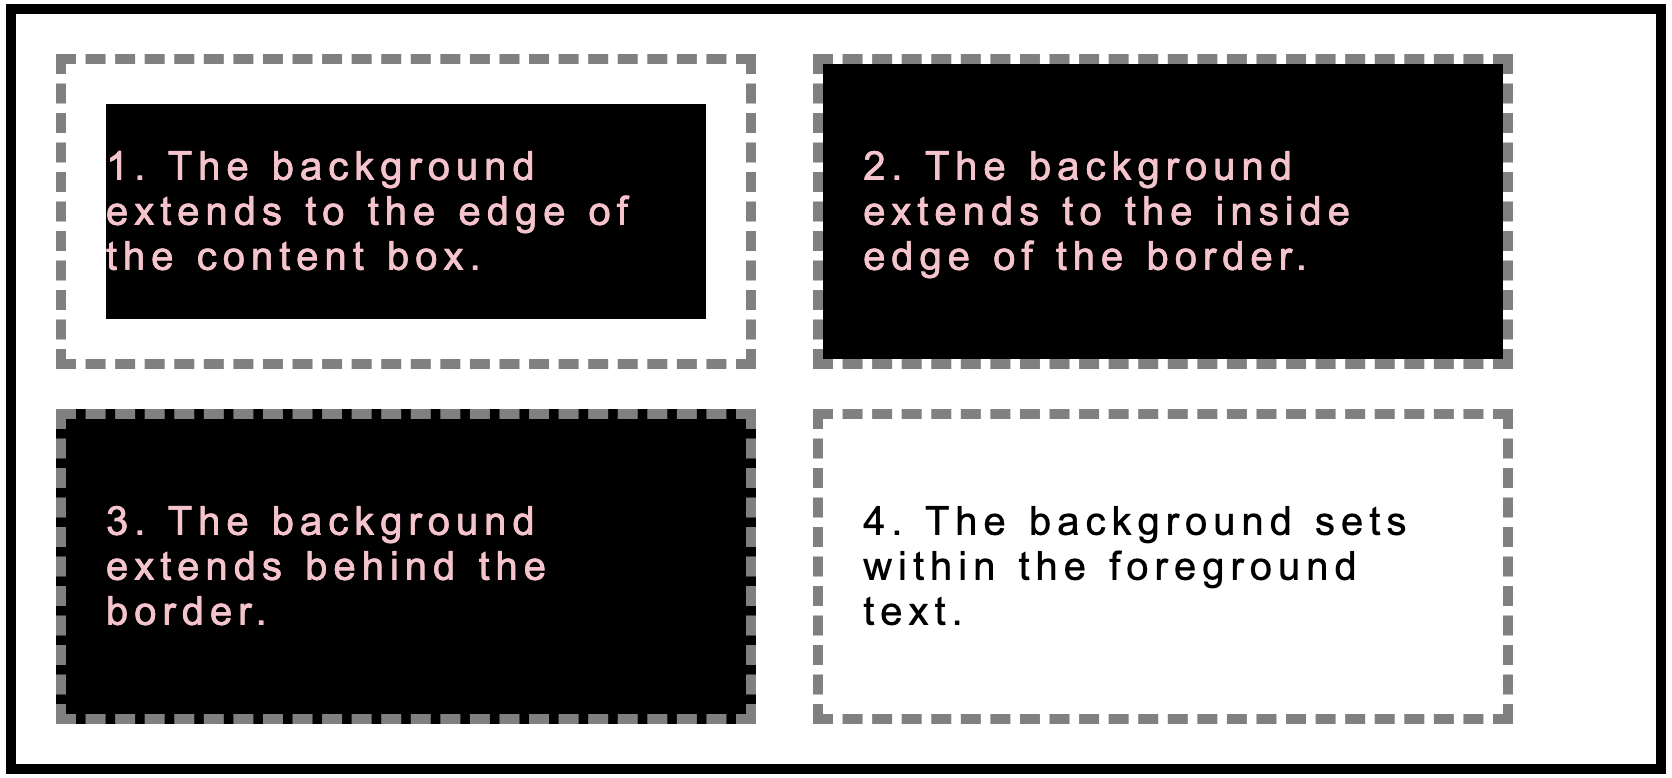 1. The background
extends to the edge of
the content box.
2. The background
extends to the inside
edge of the border.
3. The background
extends behind the
border.
4. The background sets
within the foreground
text.